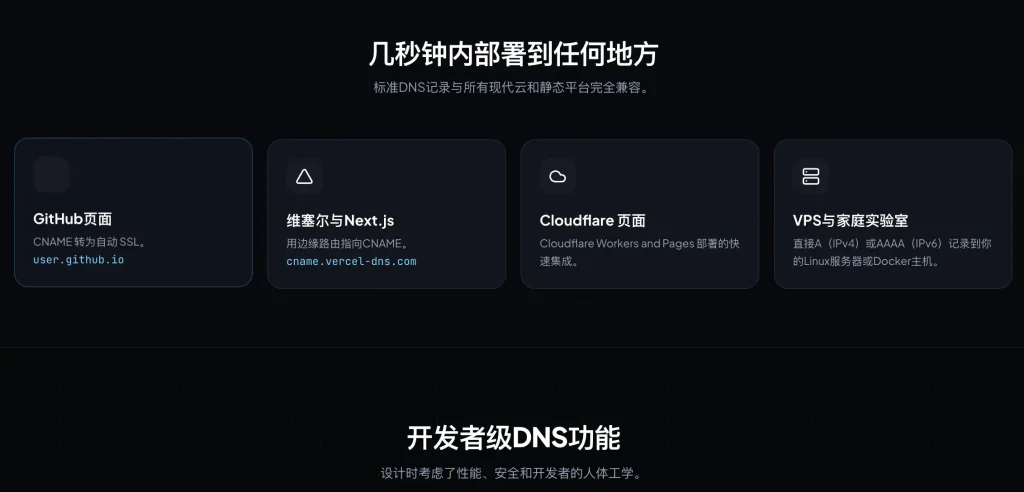 几秒钟内部署到任何地方
标准DNS记录与所有现代云和静态平台完全兼容。
GitHub页面
CNAME 转为自动 SSL。
user.github.io
维塞尔与Next.js
用边缘路由指向CNAME。
cname.vercel-dns.com
Cloudflare 页面
Cloudflare Workers and Pages 部署的快
速集成。
VPS与家庭实验室
直接A（IPv4）或AAAA（IPv6）记录到你
的Linux服务器或Docker主机。
开发者级DNS功能
设计时考虑了性能、安全和开发者的人体工学。